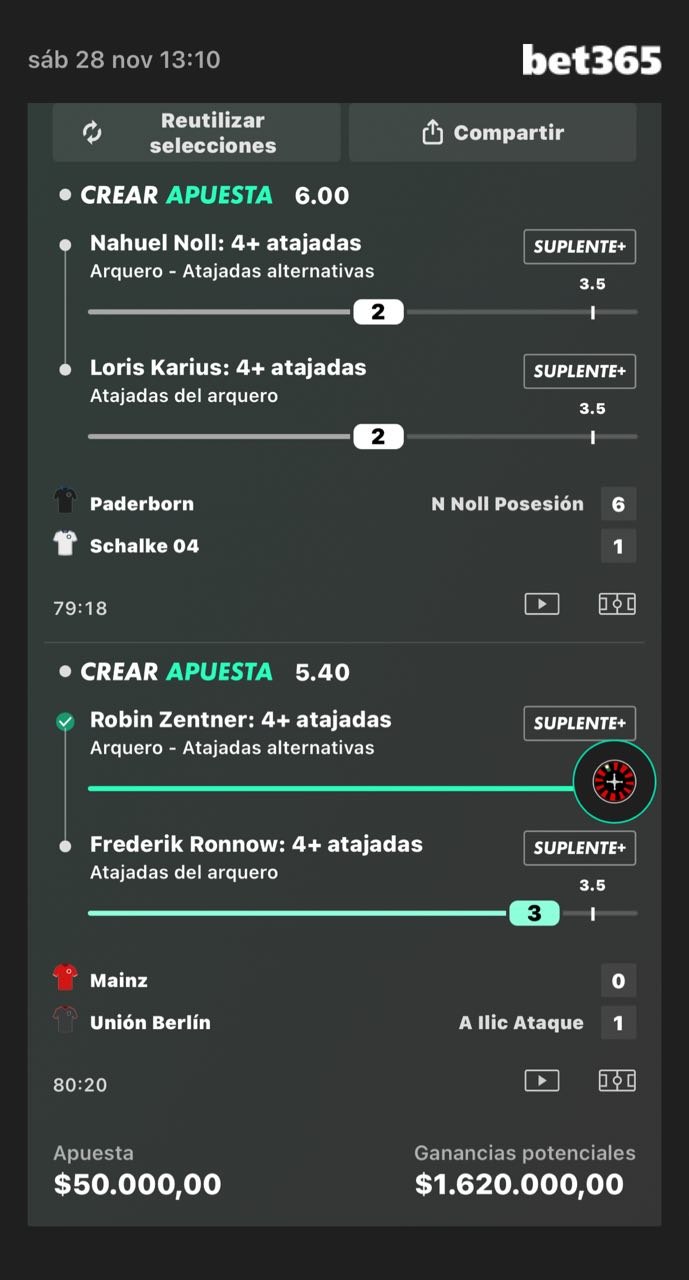 sáb 28 nov 13:10
bet365
Reutilizar
selecciones
Compartir
CREAR APUESTA 6.00
Nahuel Noll: 4+ atajadas
SUPLENTE+
Arquero - Atajadas alternativas
3.5
2
Loris Karius: 4+ atajadas
SUPLENTE+
Atajadas del arquero
3.5
2
Paderborn
N Noll Posesión 6
Schalke 04
1
79:18
CREAR APUESTA 5.40
Robin Zentner: 4+ atajadas
SUPLENTE+
Arquero - Atajadas alternativas
Frederik Ronnow: 4+ atajadas
SUPLENTE+
Atajadas del arquero
3.5
3
Mainz
0
Unión Berlín
A Ilic Ataque 1
80:20
Apuesta
Ganancias potenciales
$50.000,00
$1.620.000,00